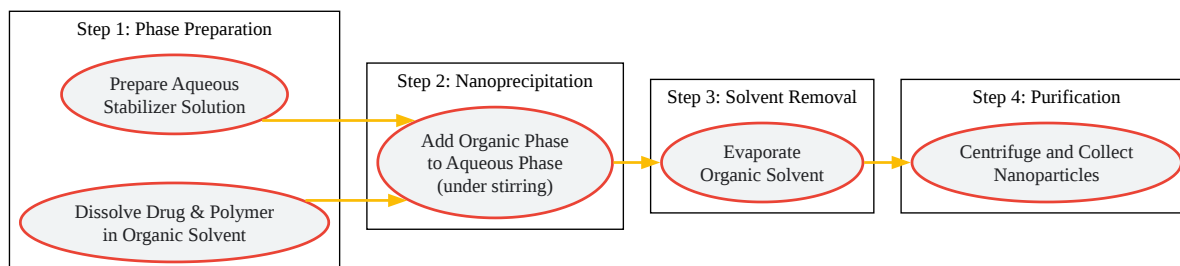 Step 1: Phase Preparation
Prepare Aqueous
Stabilizer Solution
Dissolve Drug & Polymer
in Organic Solvent
Step 2: Nanoprecipitation
Add Organic Phase
to Aqueous Phase
(under stirring)
Step 3: Solvent Removal
Evaporate
Organic Solvent
Step 4: Purification
Centrifuge and Collect
Nanoparticles